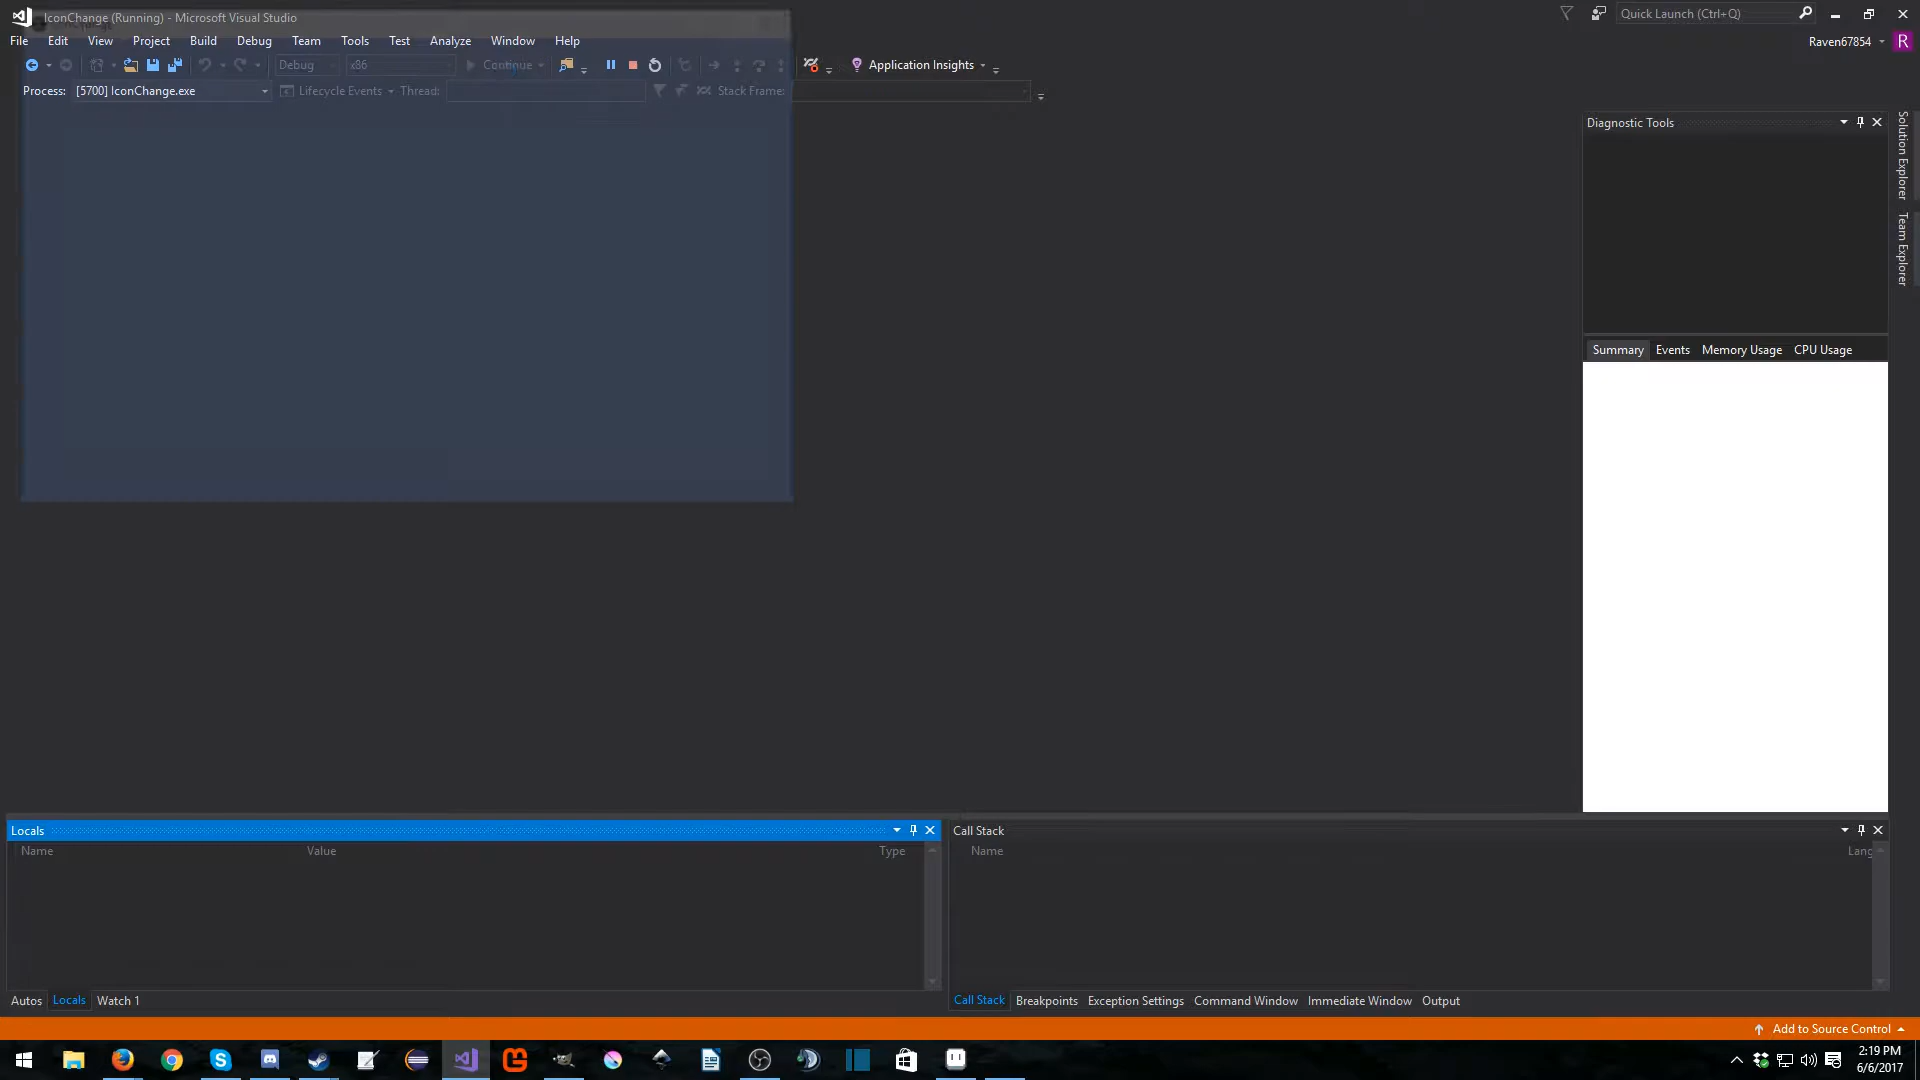 IconChange (Running) - Microsoft Visual Studio
Quick Launch (Ctrl+Q)
File Edit View Project Build Debug Team Tools Test Analyze Window Help
Raven67854 R
Debug x86 Continue Application Insights
Process: [5700] IconChange.exe Lifecycle Events Thread: Stack Frame:
Diagnostic Tools
Solution Explorer
Team Explorer
Summary Events Memory Usage CPU Usage
Locals
Name Value Type
Call Stack
Name Lang
Autos Locals Watch 1
Call Stack Breakpoints Exception Settings Command Window Immediate Window Output
Add to Source Control
2:19 PM
6/6/2017